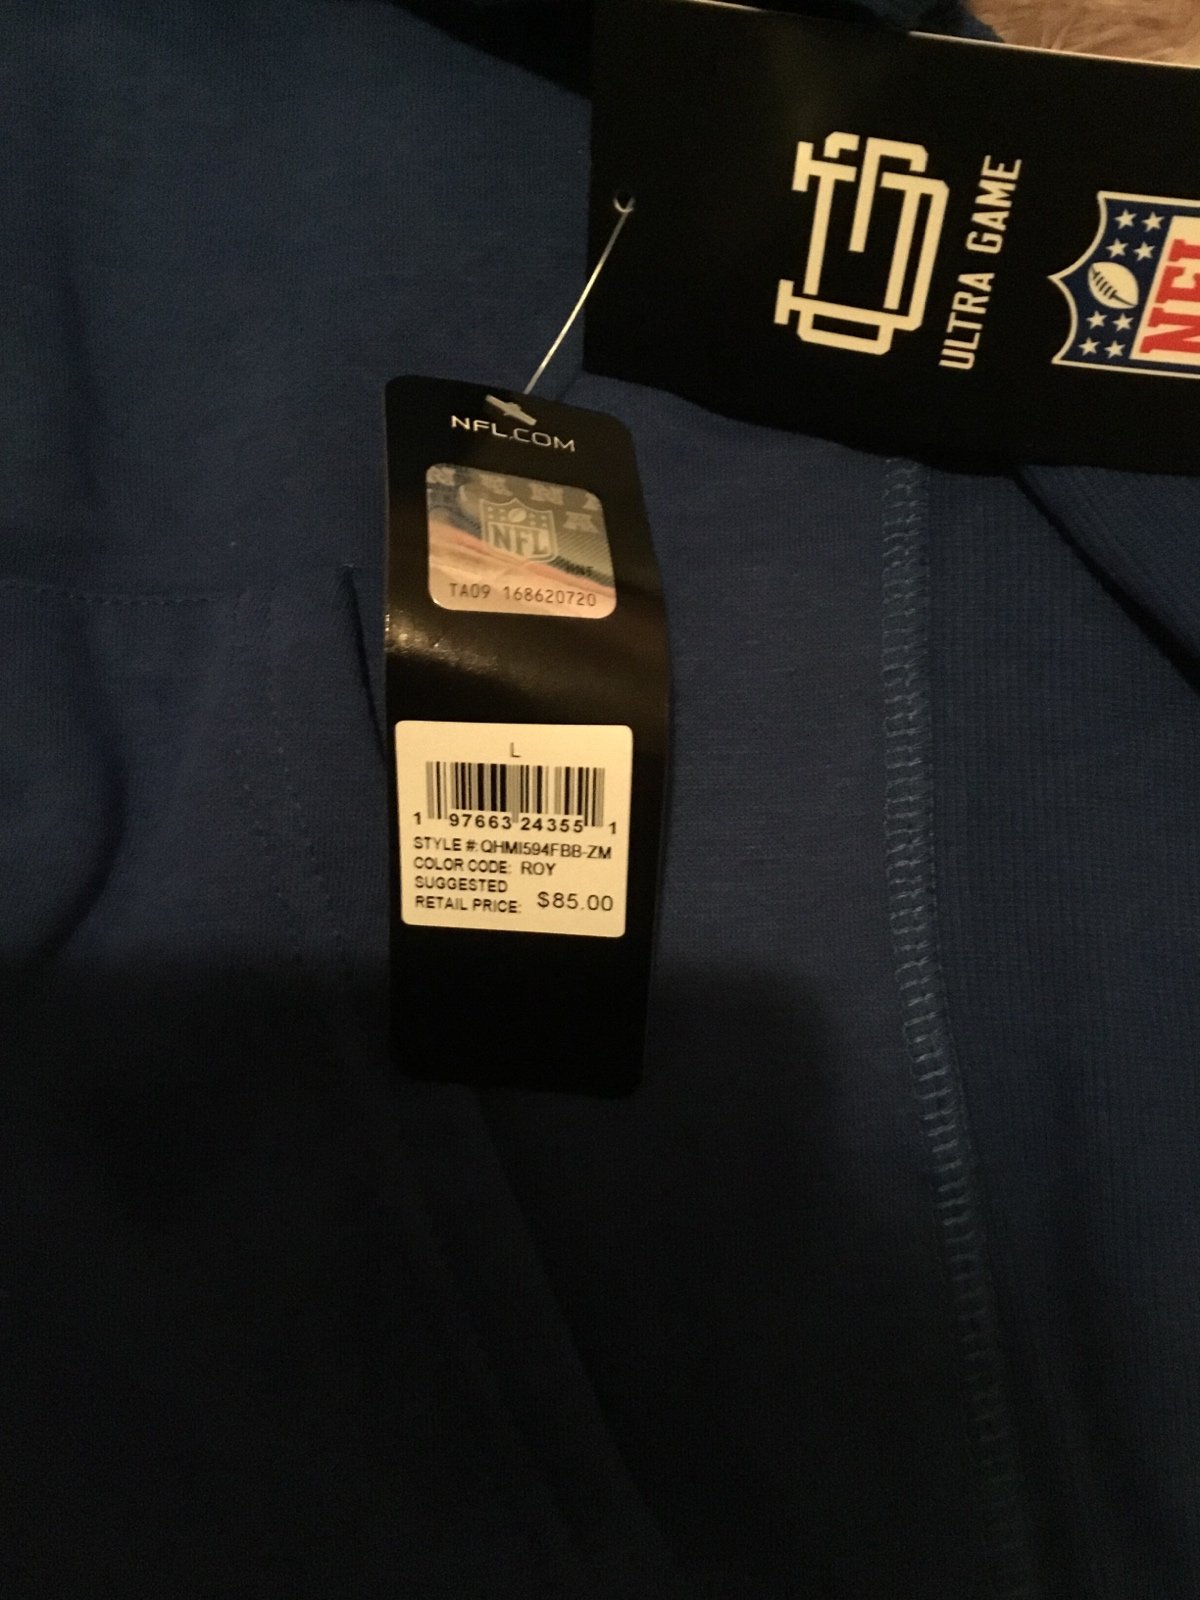 ULTRA GAME
NFL
NFL.COM
NFL
TA09 168620720
L
1 97663 24355 1
STYLE #: QHMI594FBB-ZM
COLOR CODE: ROY
SUGGESTED
RETAIL PRICE: $85.00